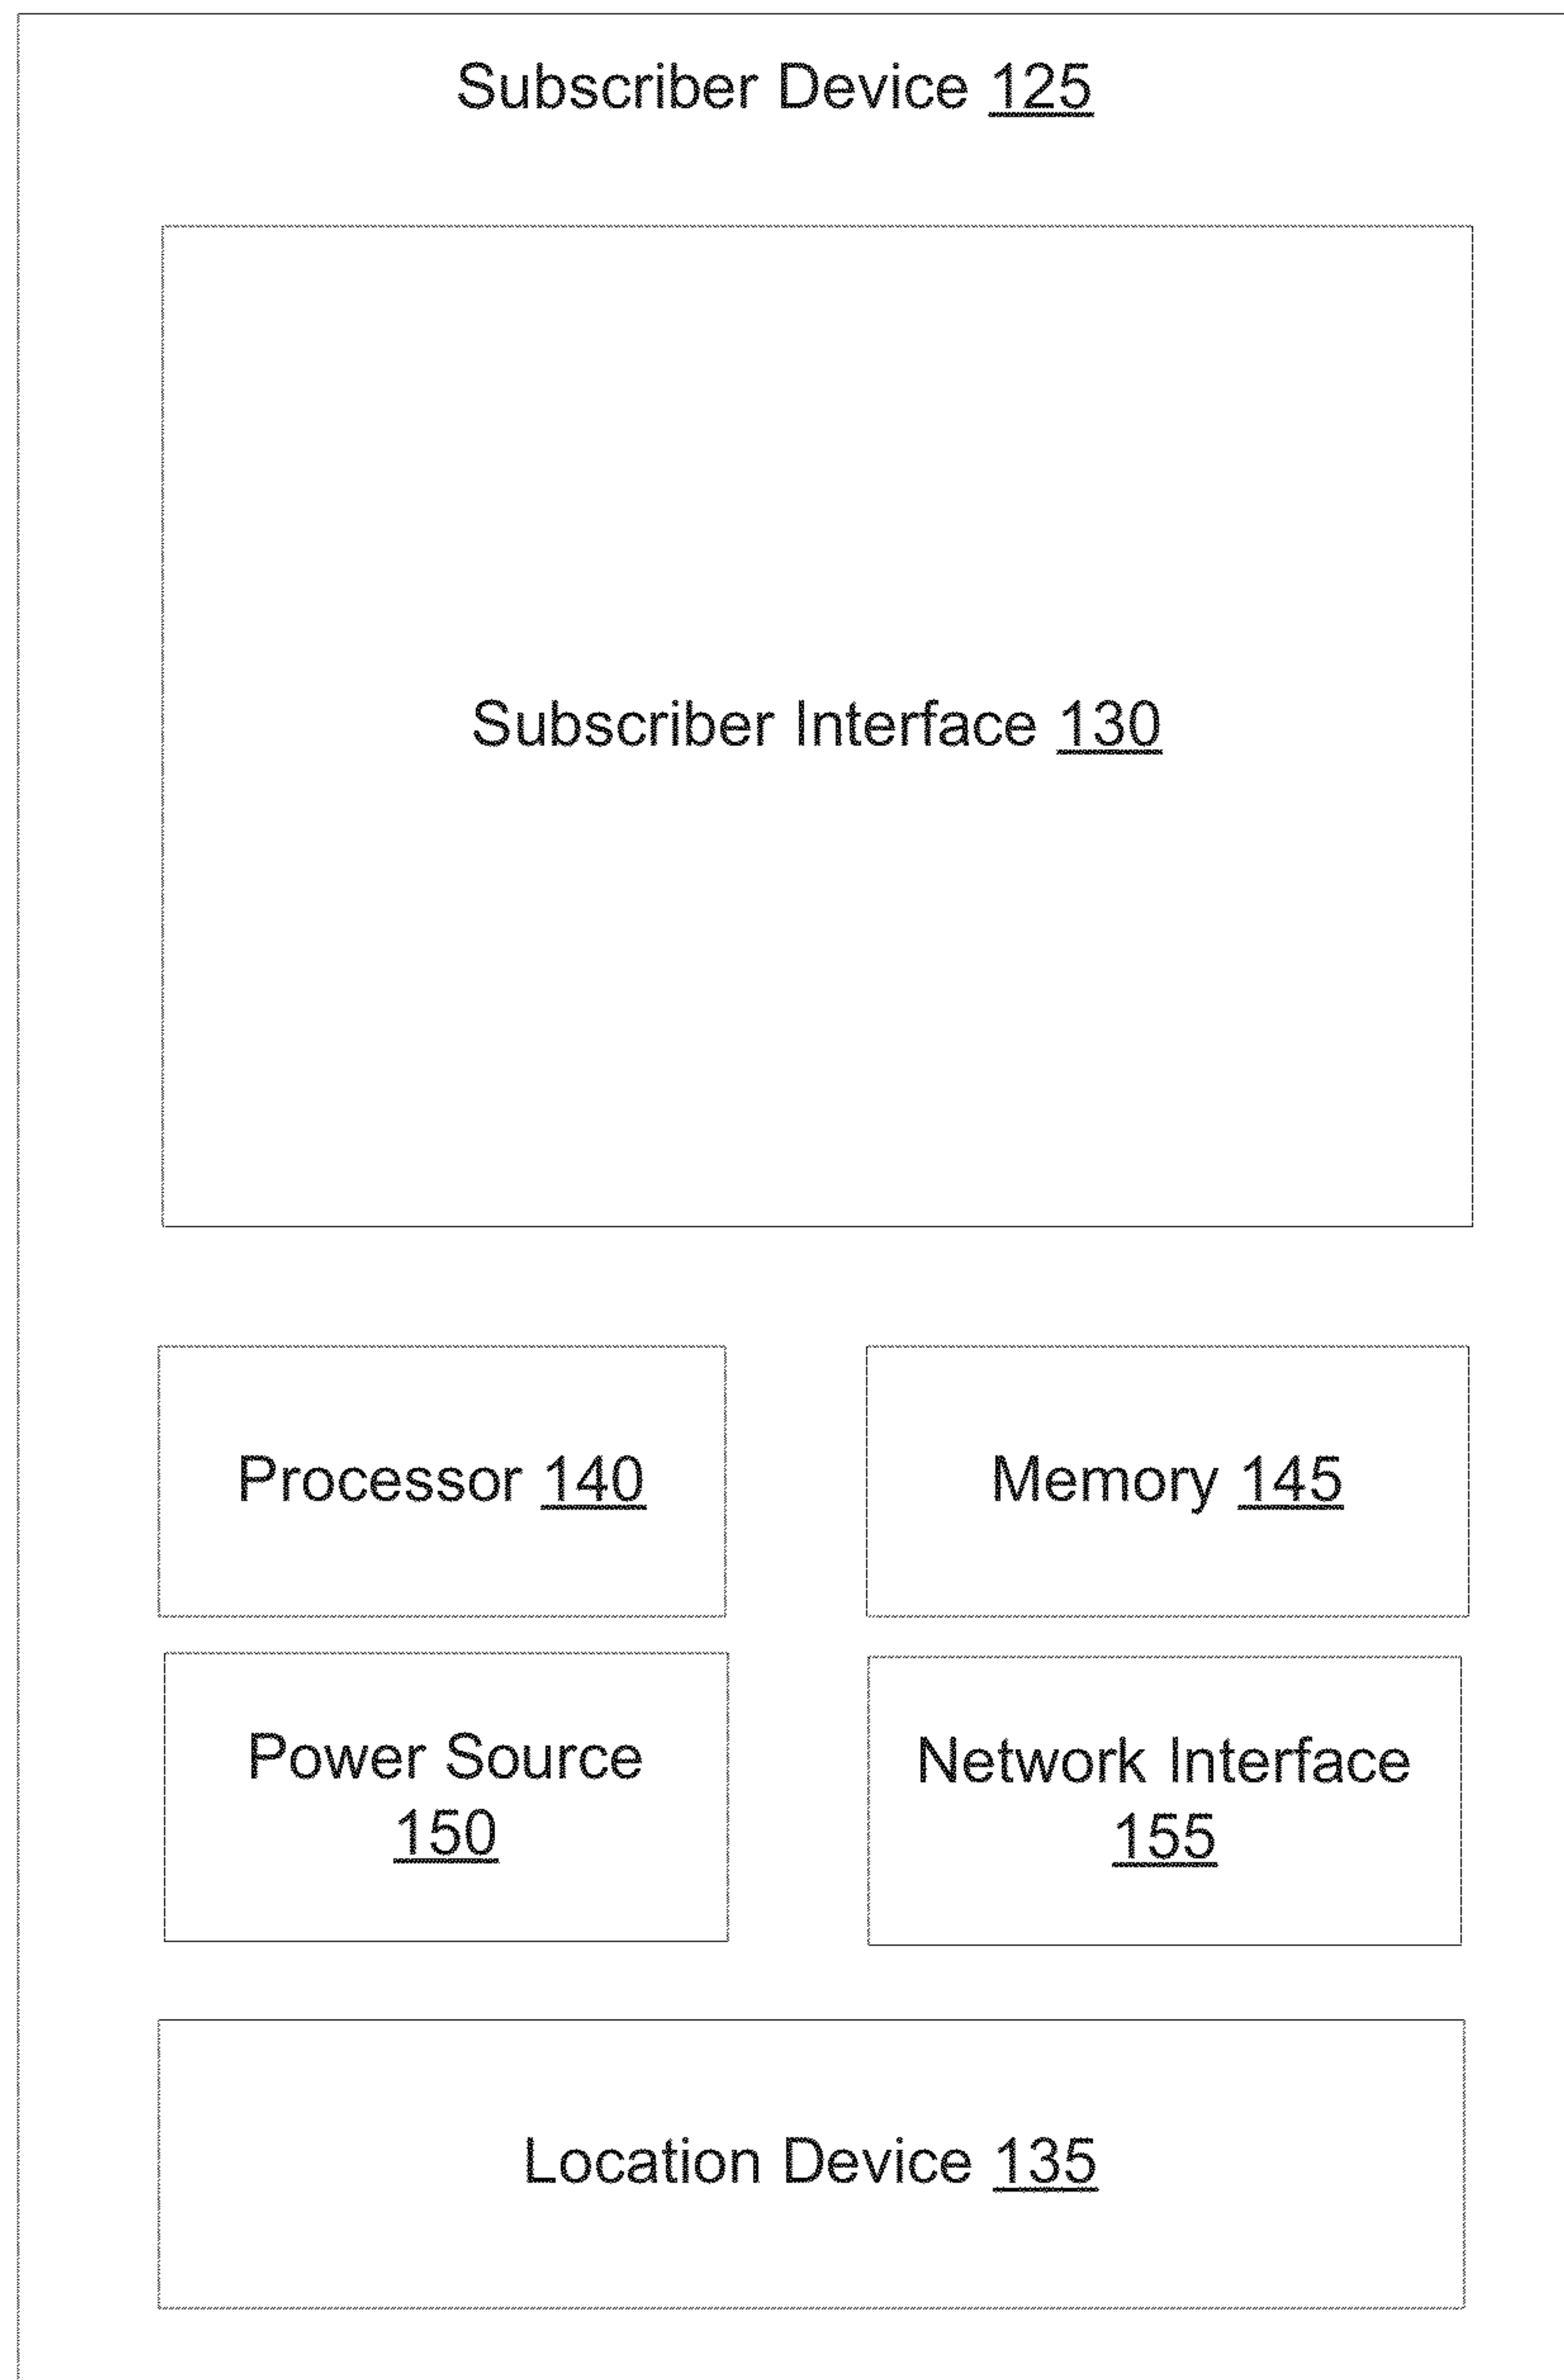 Subscriber Device 125
Subscriber Interface 130
Processor 140
Memory 145
Power Source
150
Network Interface
155
Location Device 135